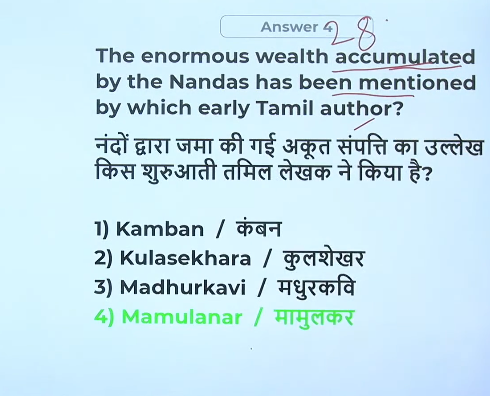 Answer 4
28
The enormous wealth accumulated
by the Nandas has been mentioned
by which early Tamil author?
नंदों द्वारा जमा की गई अकूत संपत्ति का उल्लेख
किस शुरुआती तमिल लेखक ने किया है?
1) Kamban / कंबन
2) Kulasekhara / कुलशेखर
3) Madhurkavi / मधुरकवि
4) Mamulanar / मामुलकर